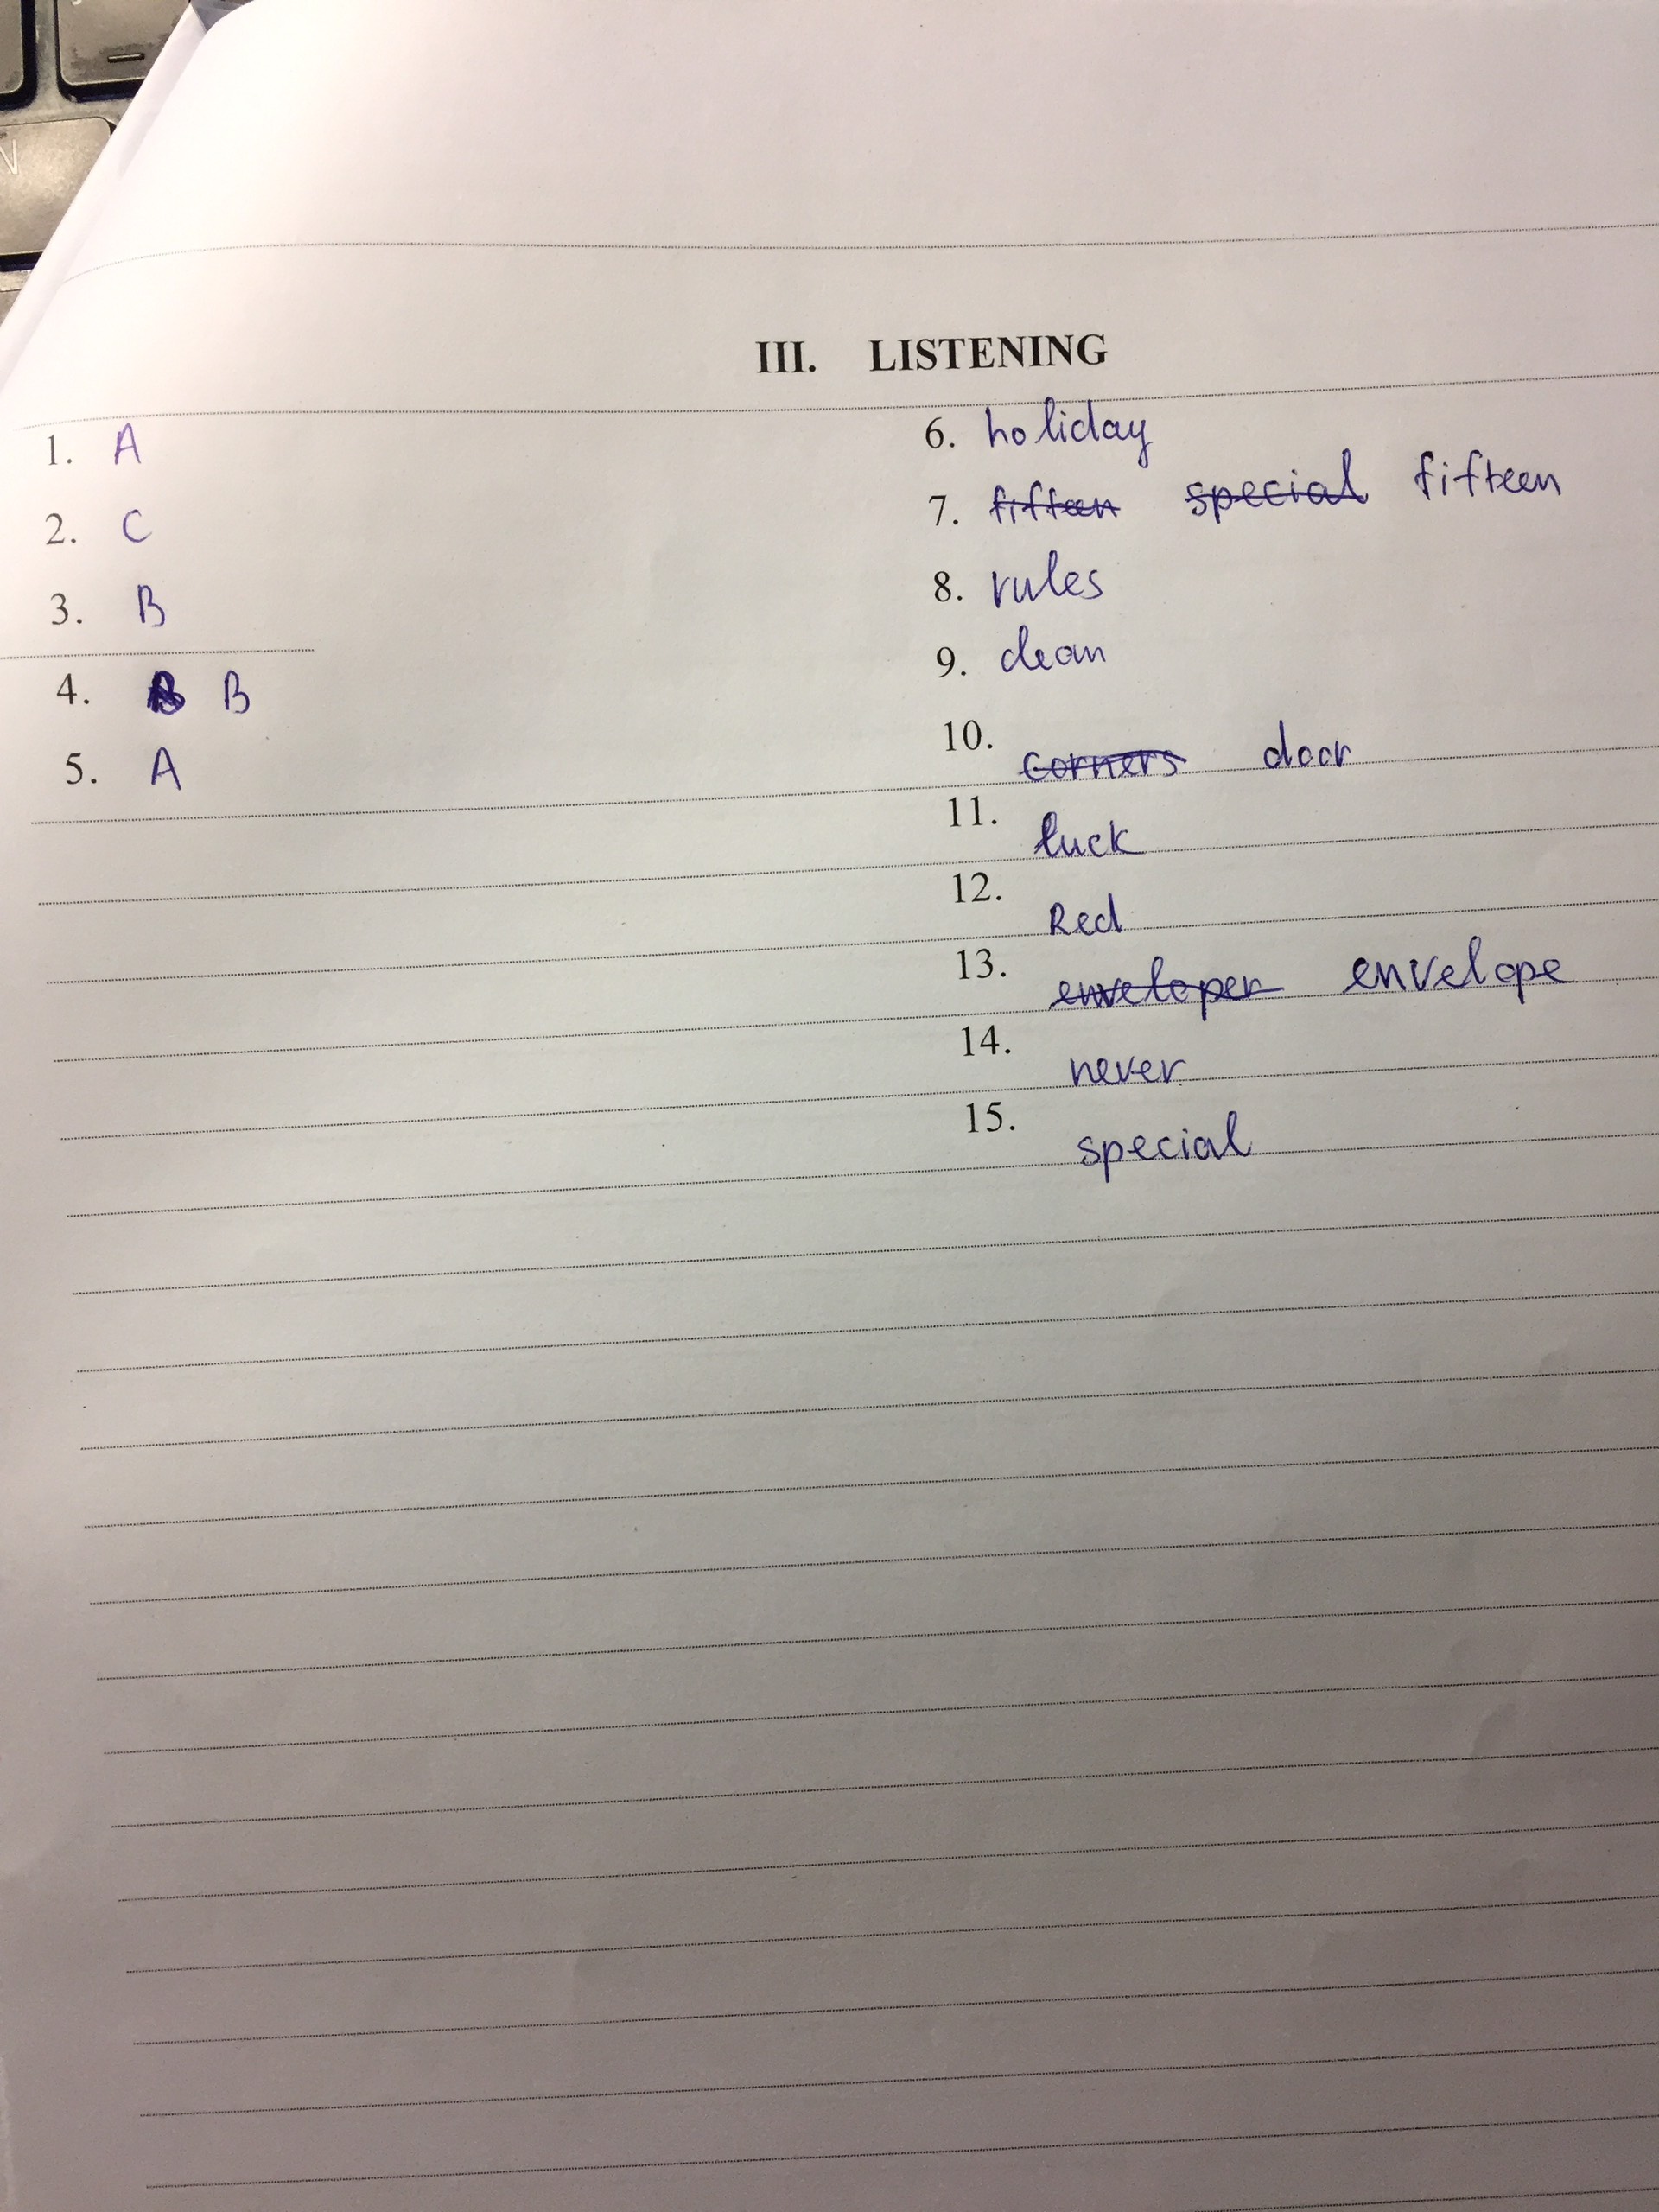 N
III. LISTENING
1. A
2. C
3. B
4. B
5. A
6. holiday
7. fifteen special fifteen
8. rules
9. clean
10. corners door
11. luck
12. Red
13. enveloper envelope
14. never
15. special